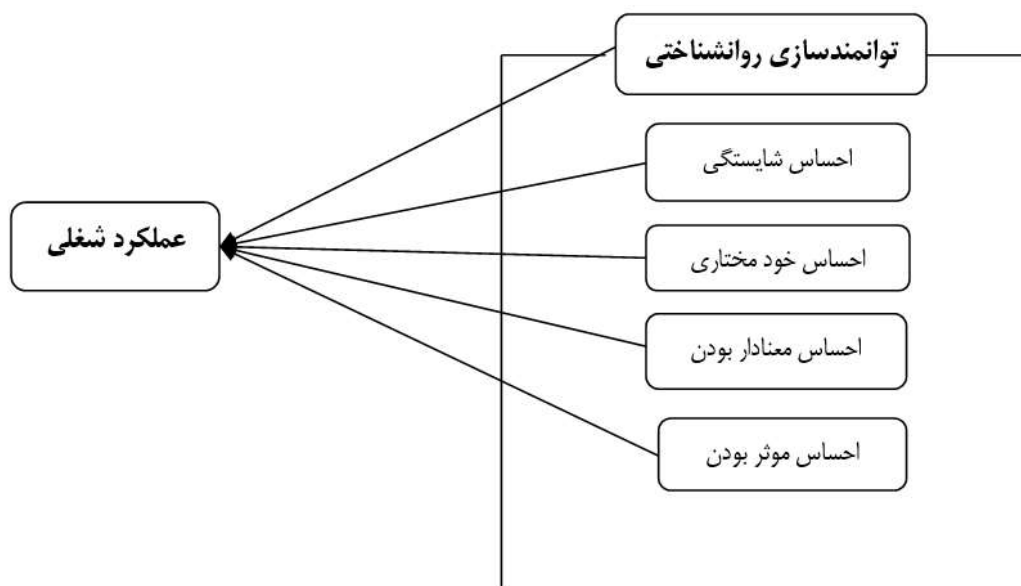 توانمندسازی روانشناختی
احساس شایستگی
عملکرد شغلی
احساس خود مختاری
احساس معنادار بودن
احساس موثر بودن